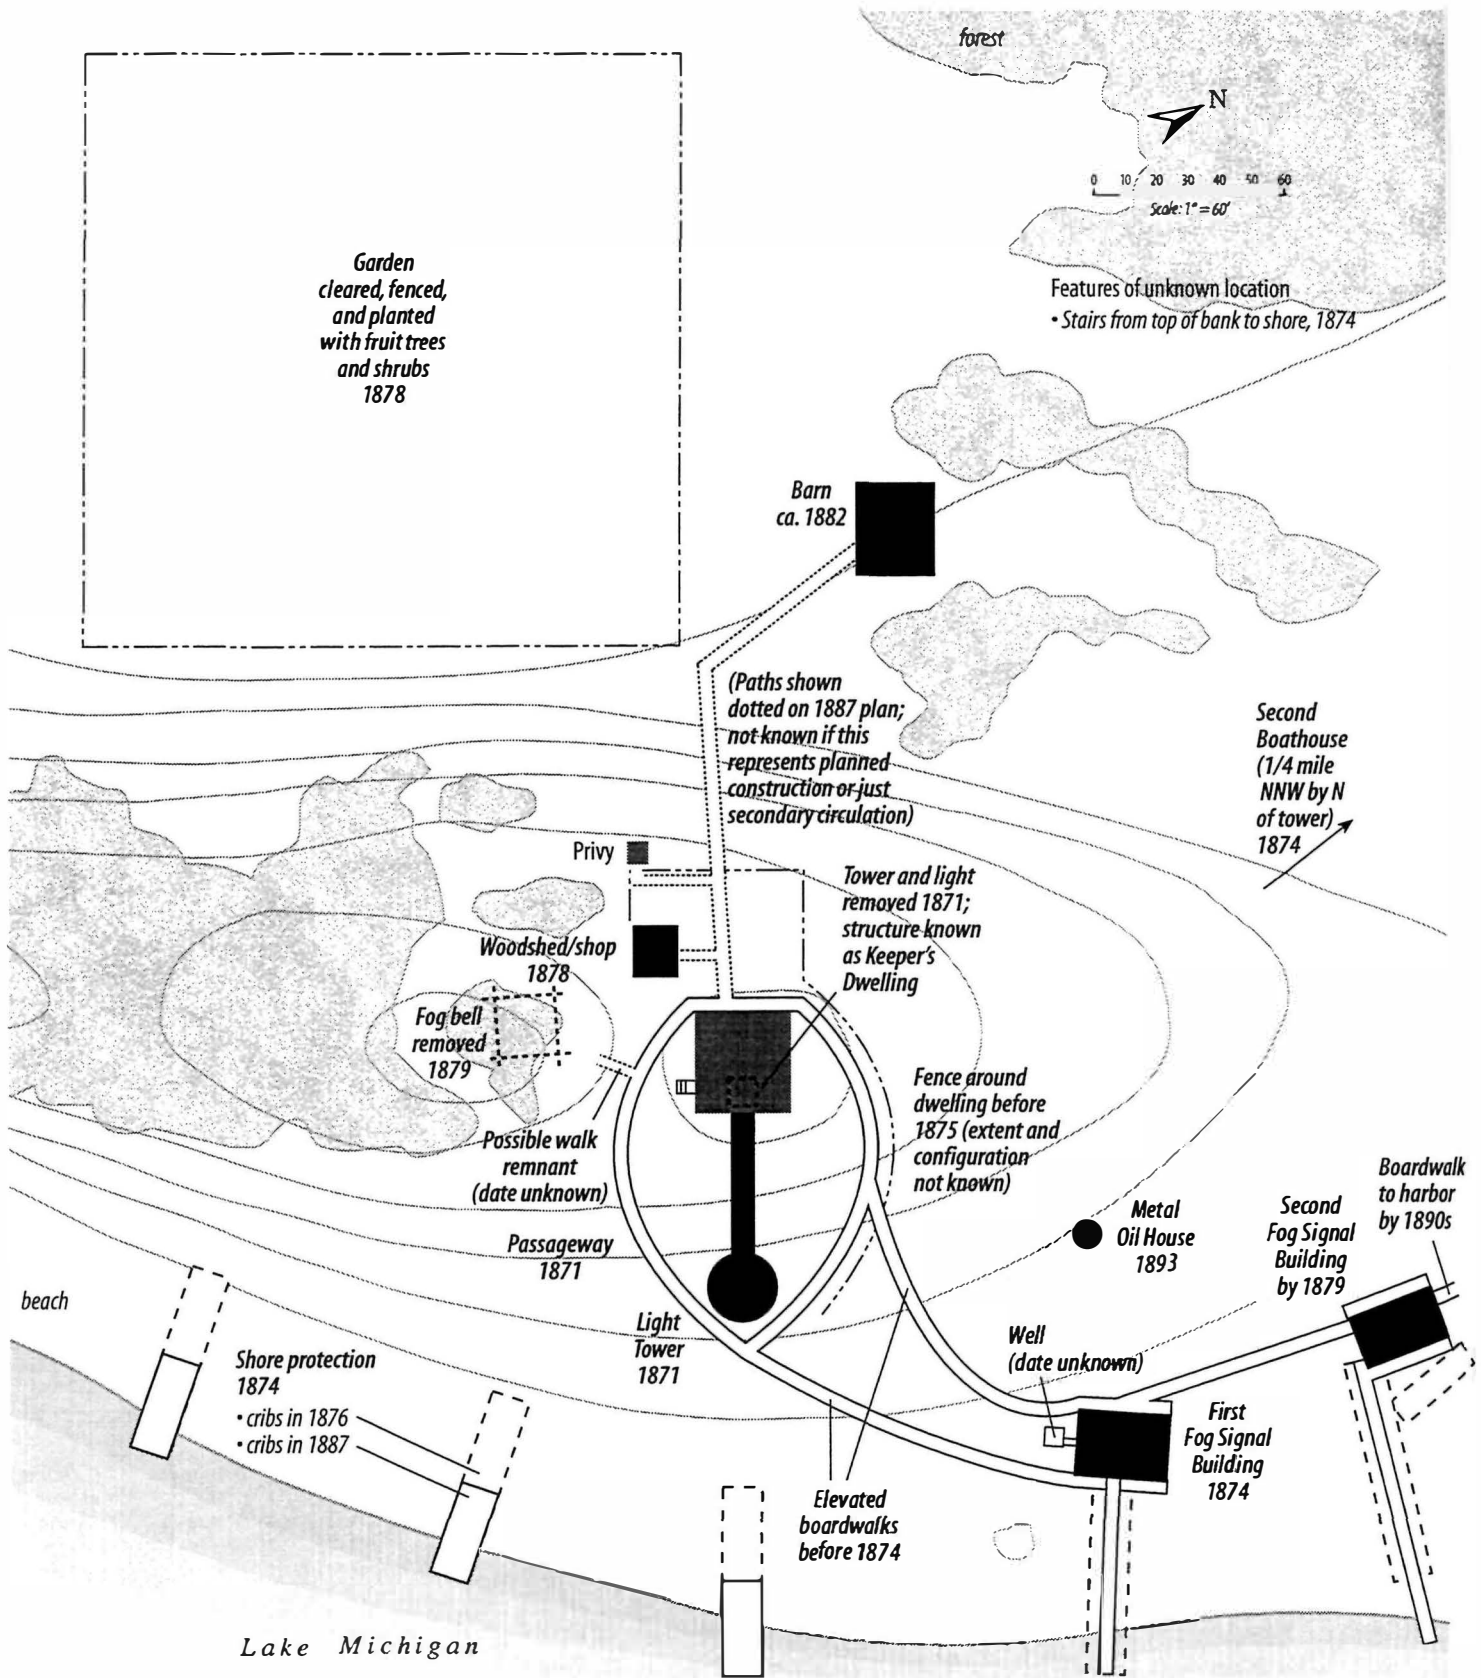 forest
N
0 10 20 30 40 50 60
Scale: 1" = 60'
Garden
cleared, fenced,
and planted
with fruit trees
and shrubs
1878
Features of unknown location
• Stairs from top of bank to shore, 1874
Barn
ca. 1882
(Paths shown
dotted on 1887 plan;
not known if this
represents planned
construction or just
secondary circulation)
Second
Boathouse
(1/4 mile
NNW by N
of tower)
1874
Privy
Tower and light
removed 1871;
structure known
as Keeper's
Dwelling
Woodshed/shop
1878
Fog bell
removed
1879
Fence around
dwelling before
1875 (extent and
configuration
not known)
Possible walk
remnant
(date unknown)
Boardwalk
to harbor
by 1890s
Metal
Oil House
1893
Second
Fog Signal
Building
by 1879
Passageway
1871
beach
Light
Tower
1871
Well
(date unknown)
Shore protection
1874
• cribs in 1876
• cribs in 1887
First
Fog Signal
Building
1874
Elevated
boardwalks
before 1874
Lake Michigan